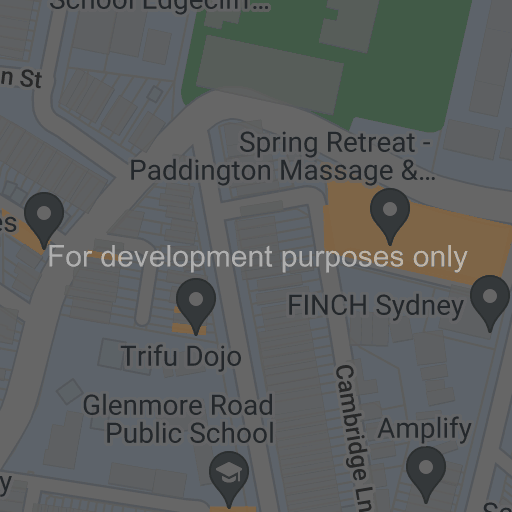 School Edgecliff...
n St
Spring Retreat -
Paddington Massage &...
es
For development purposes only
FINCH Sydney
Trifu Dojo
Glenmore Road
Public School
Cambridge Ln
Amplify
y